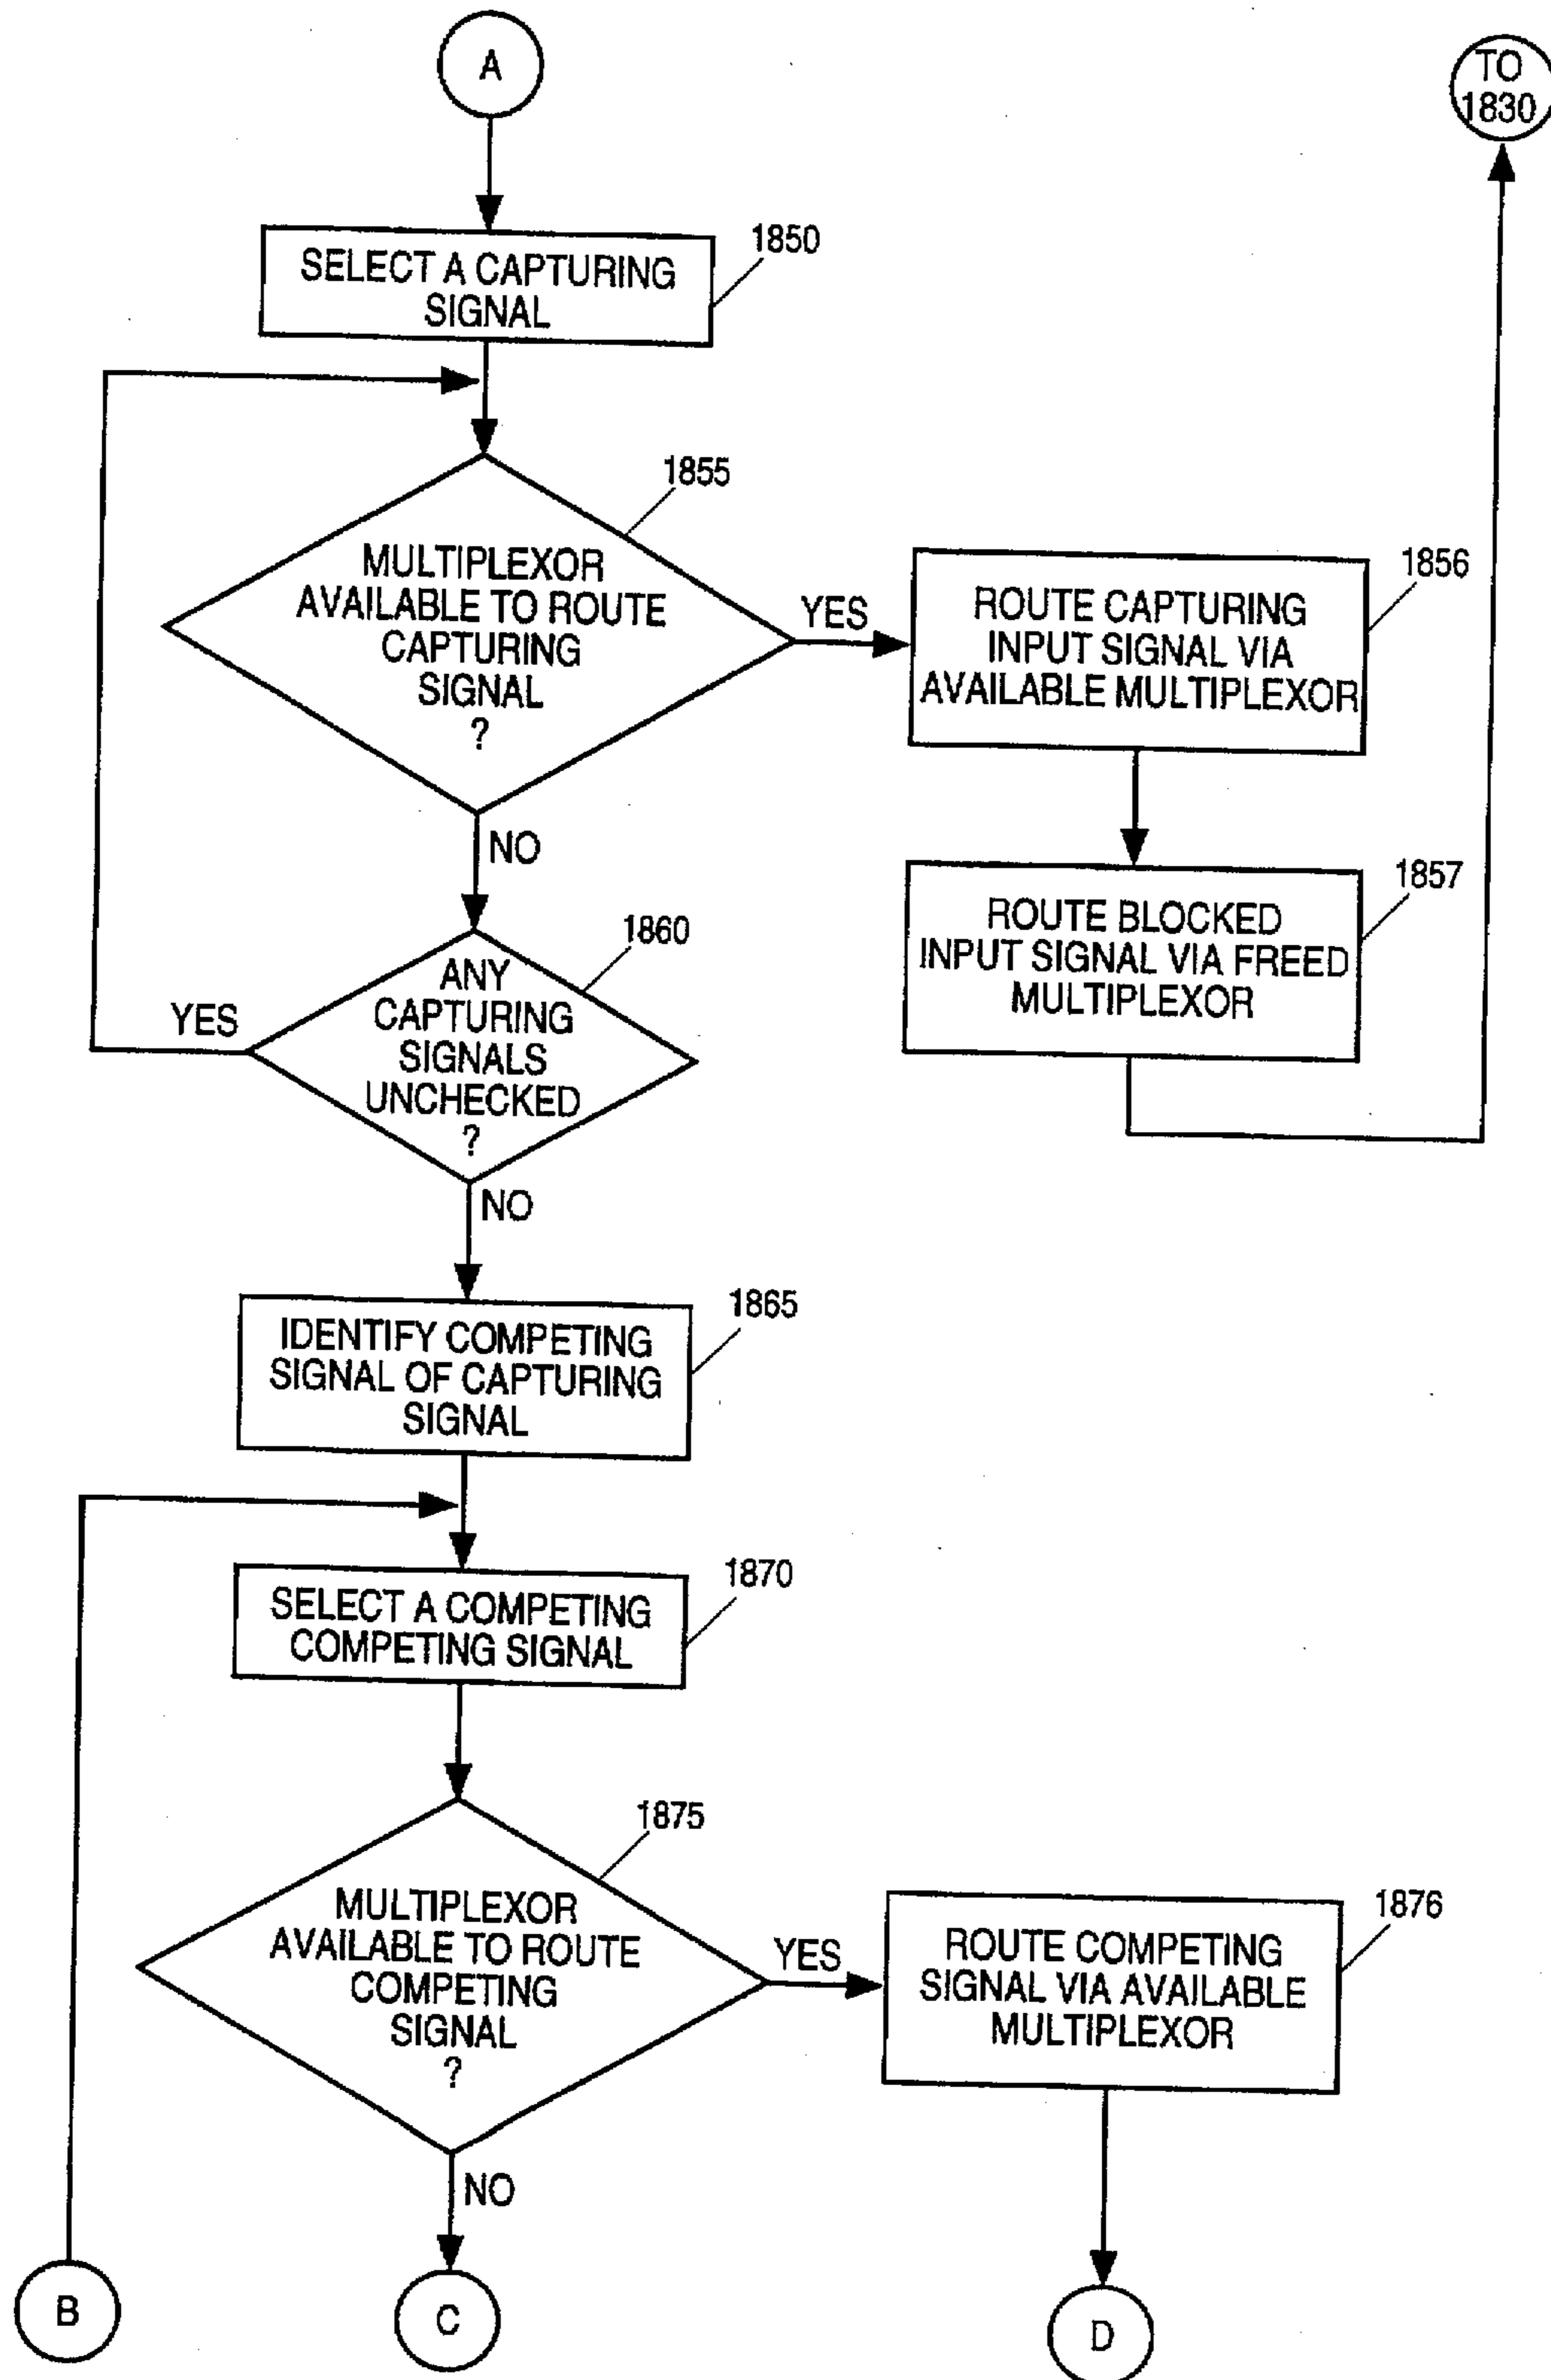 A
TO
1830
1850
SELECT A CAPTURING
SIGNAL
1855
MULTIPLEXOR
AVAILABLE TO ROUTE
CAPTURING
SIGNAL
?
YES
1856
ROUTE CAPTURING
INPUT SIGNAL VIA
AVAILABLE MULTIPLEXOR
NO
1857
ROUTE BLOCKED
INPUT SIGNAL VIA FREED
MULTIPLEXOR
1860
ANY
CAPTURING
SIGNALS
UNCHECKED
?
YES
NO
1865
IDENTIFY COMPETING
SIGNAL OF CAPTURING
SIGNAL
1870
SELECT A COMPETING
COMPETING SIGNAL
1875
MULTIPLEXOR
AVAILABLE TO ROUTE
COMPETING
SIGNAL
?
YES
1876
ROUTE COMPETING
SIGNAL VIA AVAILABLE
MULTIPLEXOR
NO
B
C
D